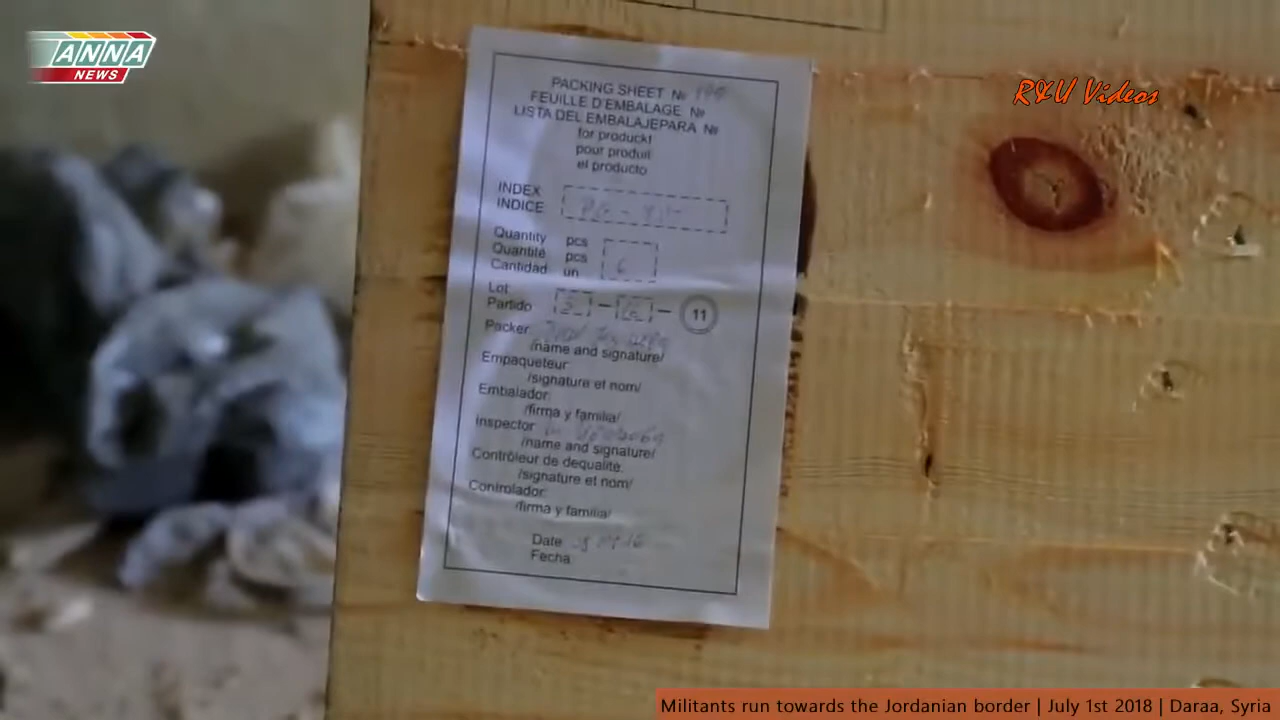 ANNA
NEWS
R&U Videos
PACKING SHEET №
FEUILLE D'EMBALAGE №
LISTA DEL EMBALAJEPARA №
for produckt
pour produit
el producto
INDEX
INDICE
Quantity pcs
Quantité pcs
Cantidad un
6
Lot
Partido
11
Packer
/name and signature/
Empaqueteur
/signature et nom/
Embalador
/firma y familia/
Inspector
/name and signature/
Contrôleur de dequalité
/signature et nom/
Controlador
/firma y familia/
Date
Fecha
Militants run towards the Jordanian border | July 1st 2018 | Daraa, Syria